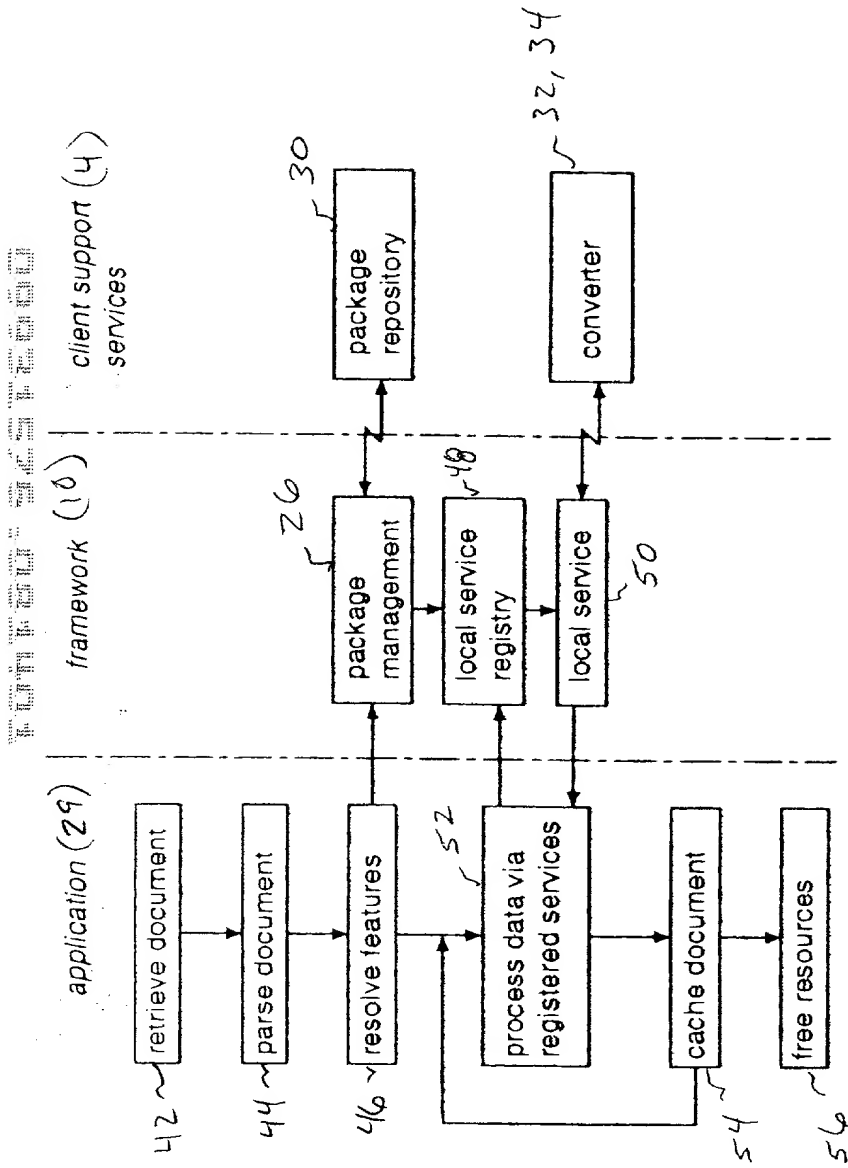 application (29)
framework (10)
client support (4)
services
42
retrieve document
44
parse document
46
resolve features
52
process data via
registered services
54
cache document
56
free resources
26
package
management
48
local service
registry
50
local service
30
package
repository
32, 34
converter